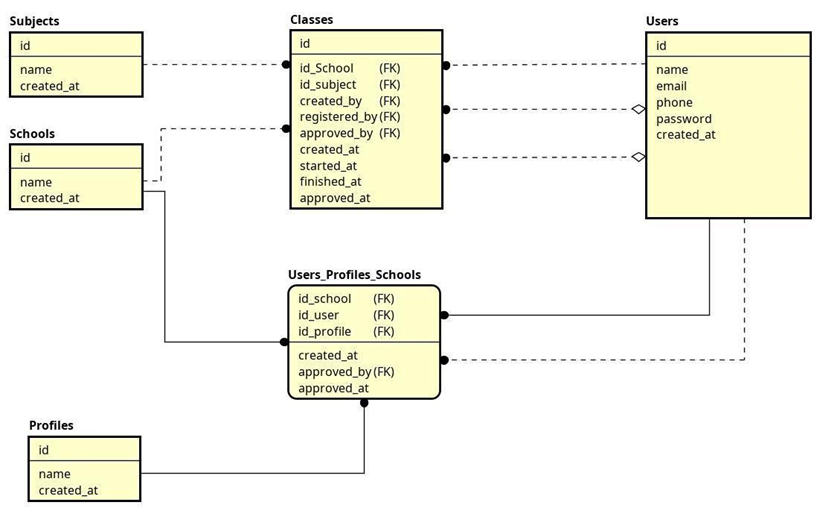 Subjects
id
name
created_at
Schools
id
name
created_at
Classes
id
id_School (FK)
id_subject (FK)
created_by (FK)
registered_by (FK)
approved_by (FK)
created_at
started_at
finished_at
approved_at
Users
id
name
email
phone
password
created_at
Users_Profiles_Schools
id_school (FK)
id_user (FK)
id_profile (FK)
created_at
approved_by (FK)
approved_at
Profiles
id
name
created_at